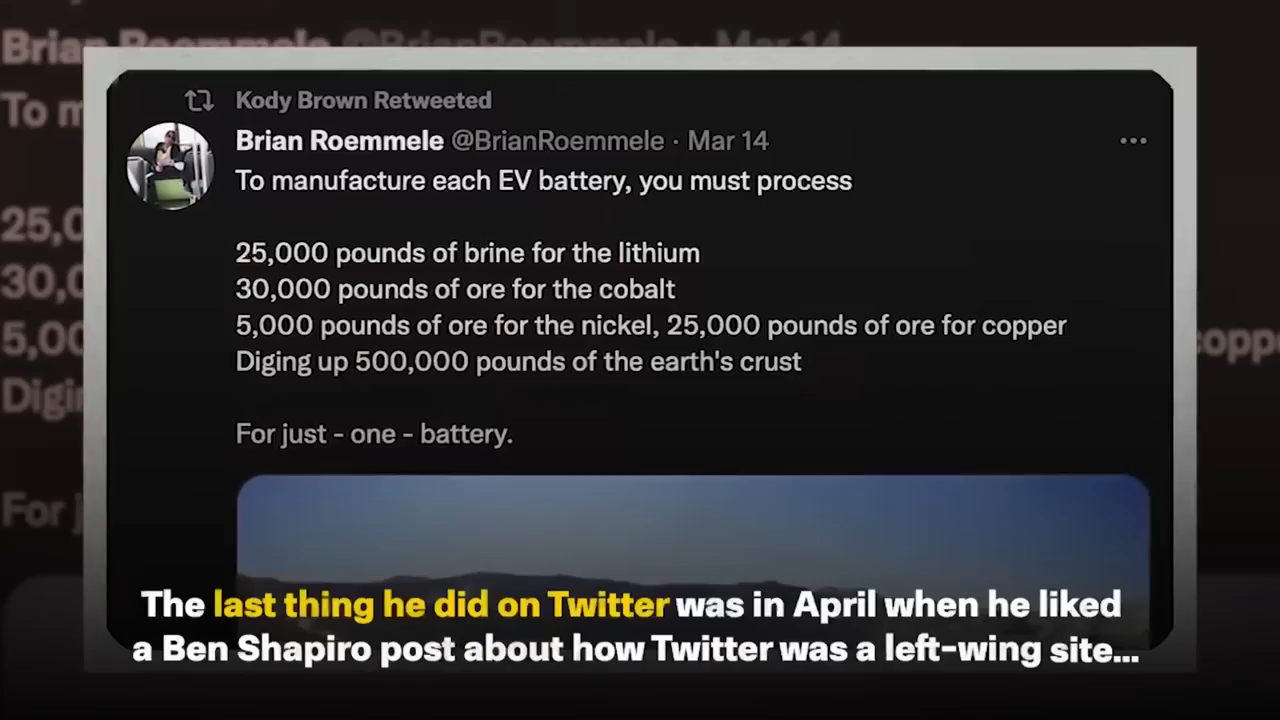 Kody Brown Retweeted
Brian Roemmele @BrianRoemmele · Mar 14
To manufacture each EV battery, you must process
25,000 pounds of brine for the lithium
30,000 pounds of ore for the cobalt
5,000 pounds of ore for the nickel, 25,000 pounds of ore for copper
Diging up 500,000 pounds of the earth's crust
For just - one - battery.
The last thing he did on Twitter was in April when he liked
a Ben Shapiro post about how Twitter was a left-wing site...